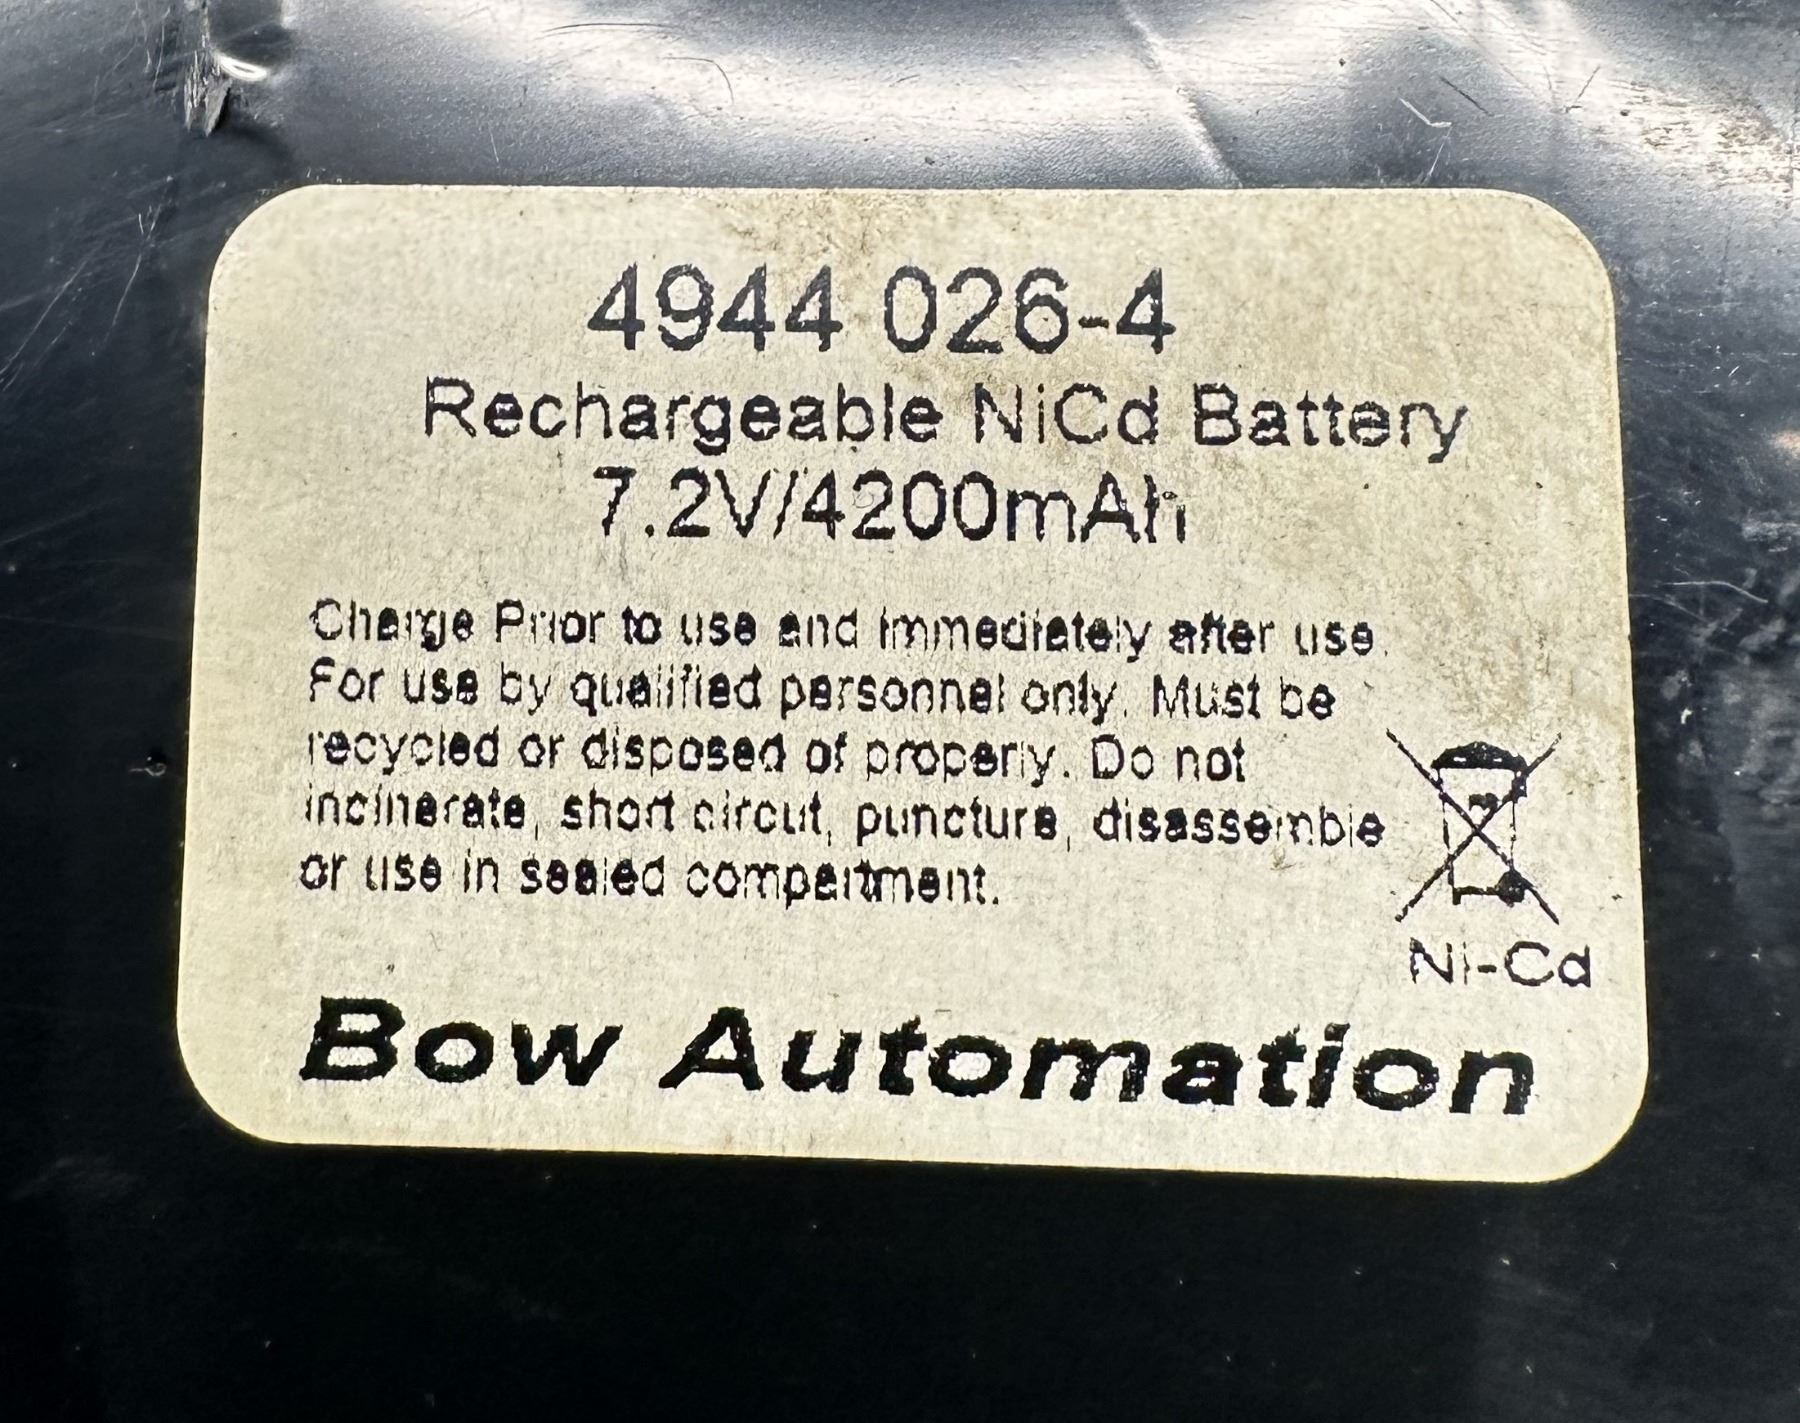 4944 026-4
Rechargeable NiCd Battery
7.2V/4200mAh
Charge Prior to use and immediately after use.
For use by qualified personnel only. Must be
recycled or disposed of properly. Do not
incinerate, short circut, puncture, disassemble
or use in sealed compartment.
Ni-Cd
Bow Automation